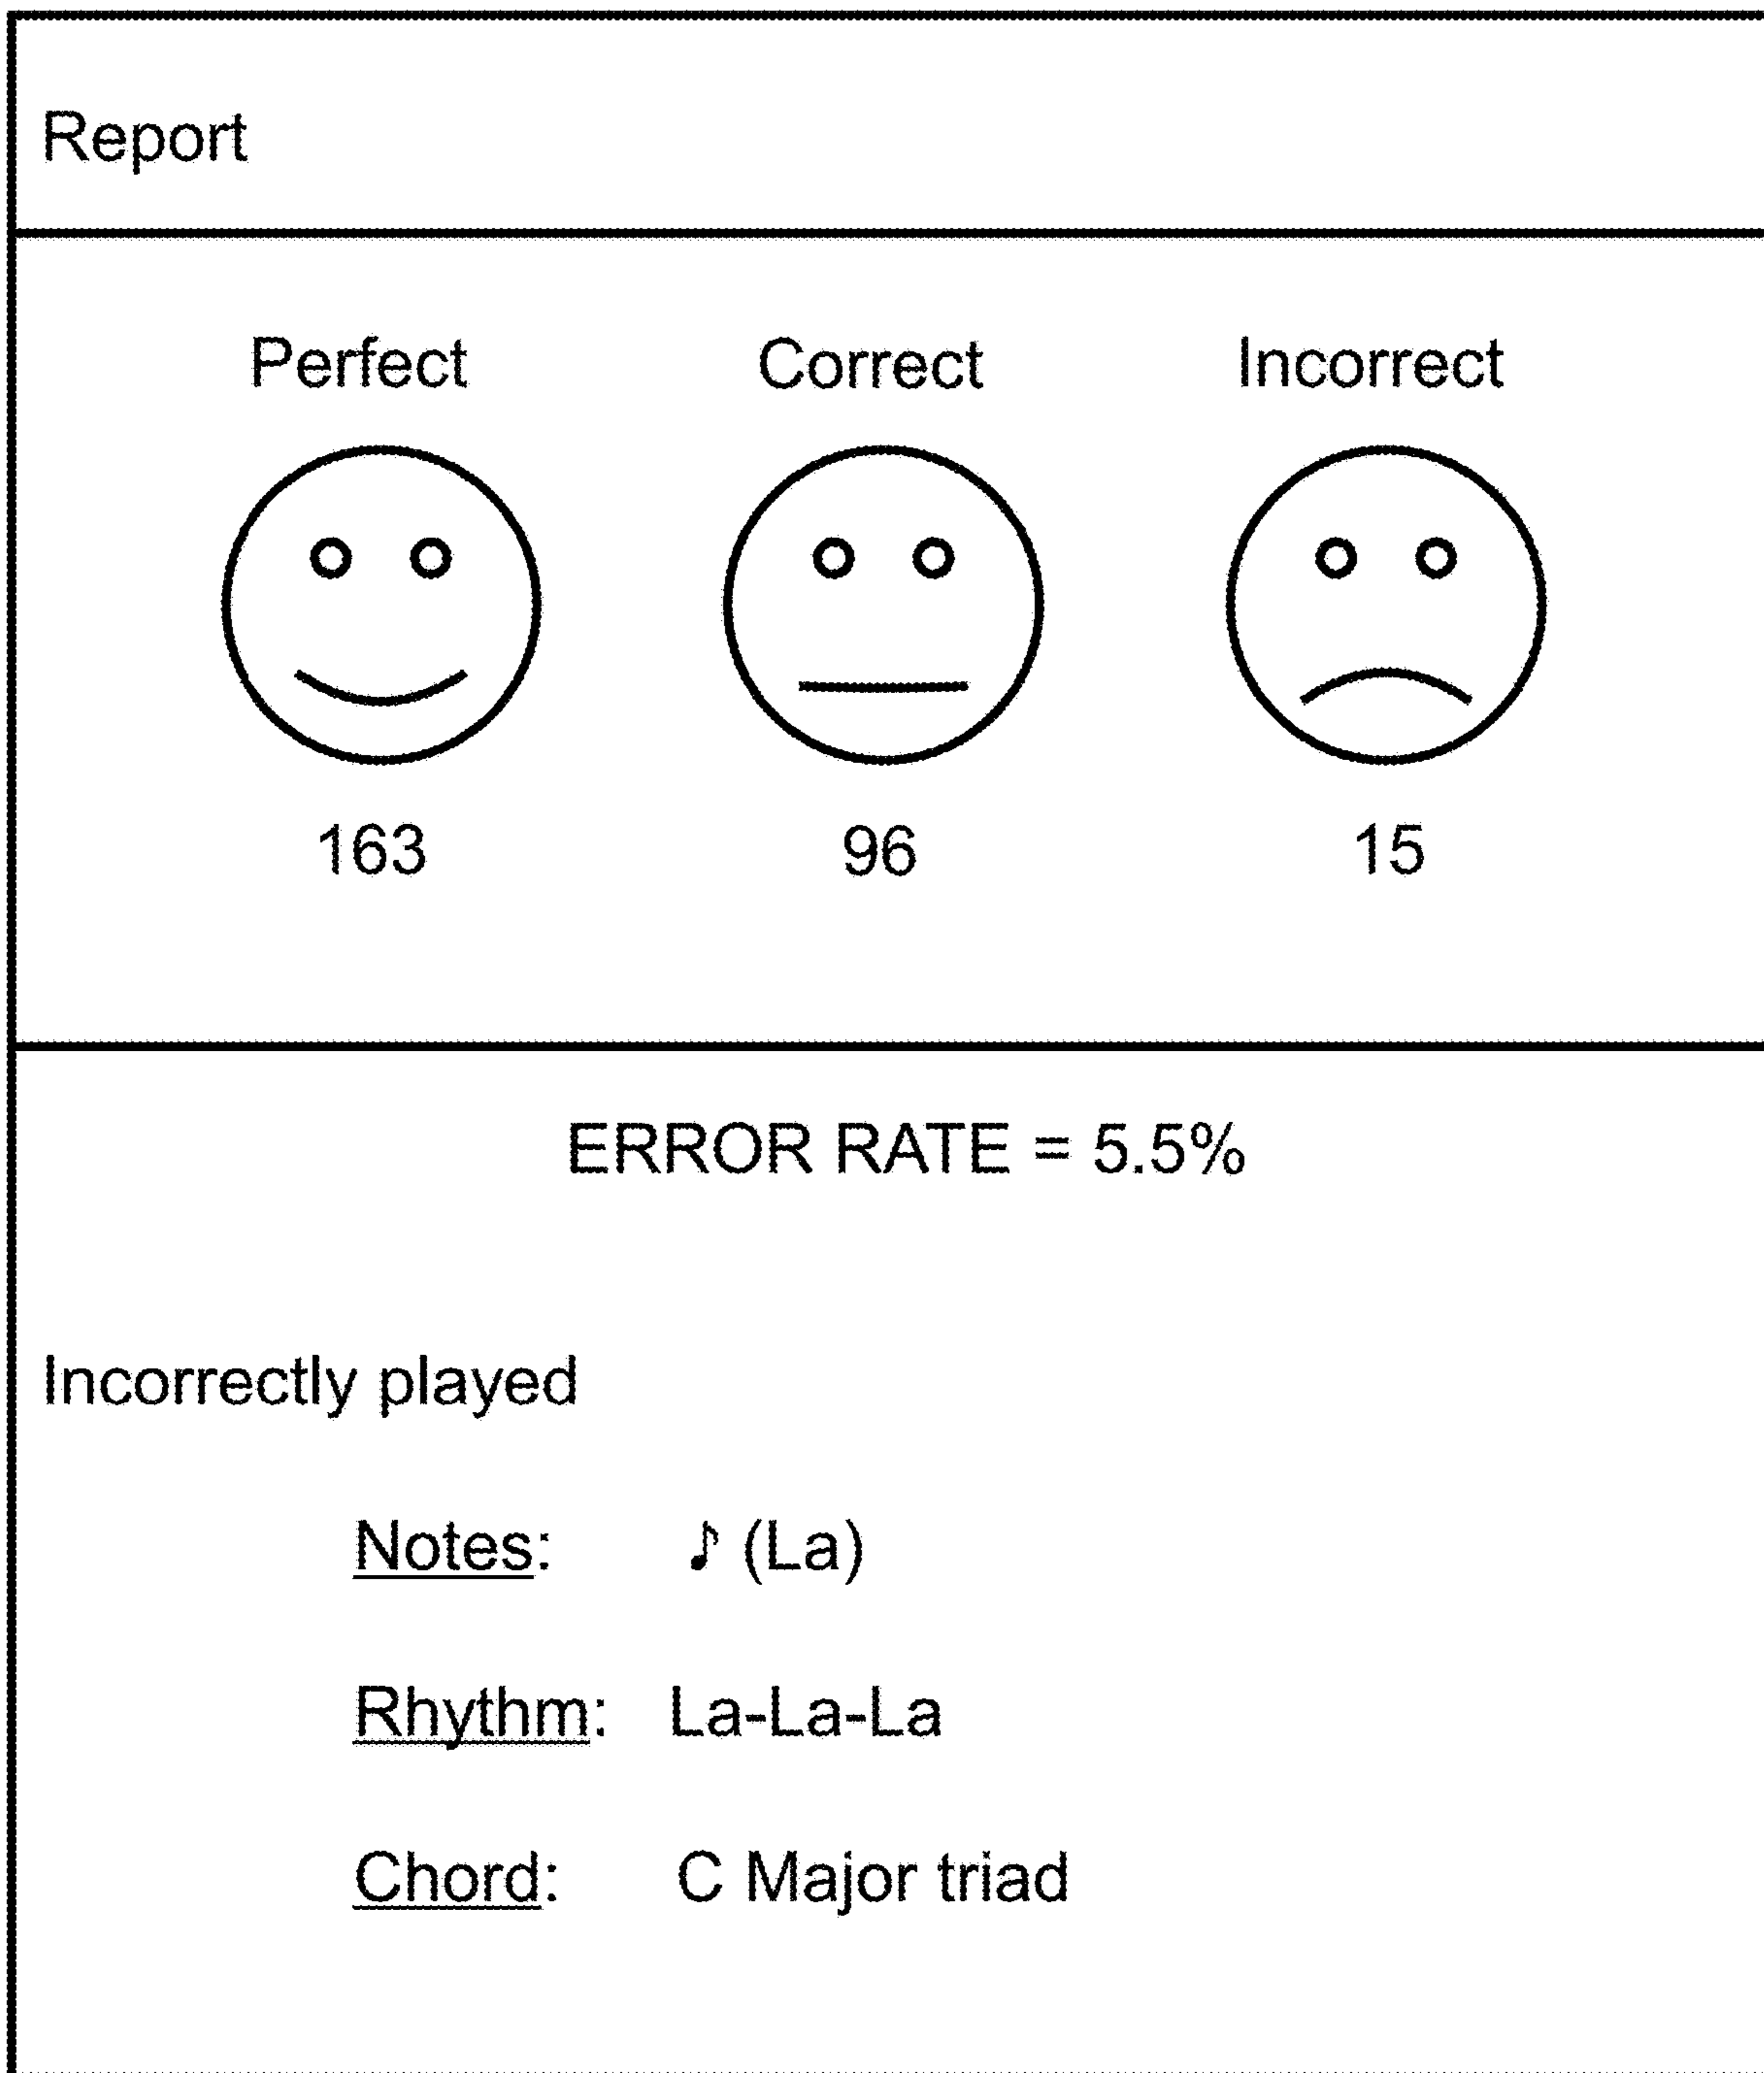 Report
Perfect Correct Incorrect
163 96 15
ERROR RATE = 5.5%
Incorrectly played
Notes: ♪ (La)
Rhythm: La-La-La
Chord: C Major triad